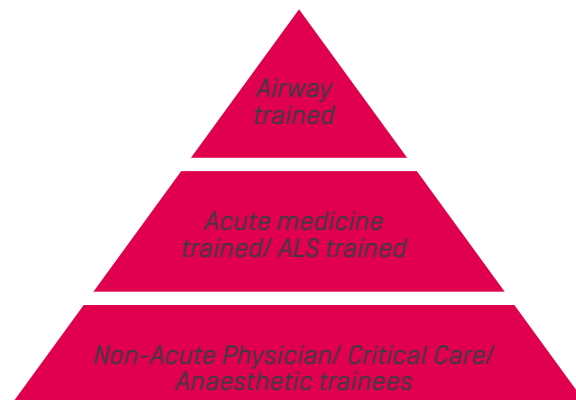 Airway
trained
Acute medicine
trained/ ALS trained
Non-Acute Physician/ Critical Care/
Anaesthetic trainees